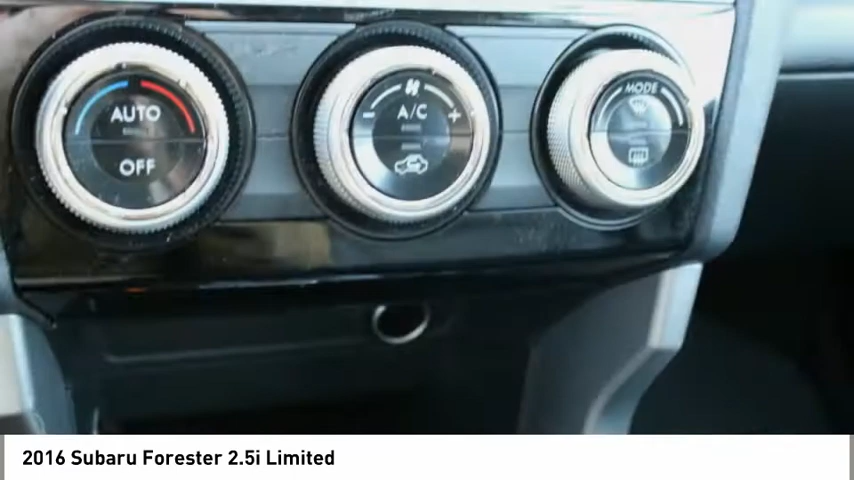 AUTO
OFF
A/C
- +
MODE
2016 Subaru Forester 2.5i Limited